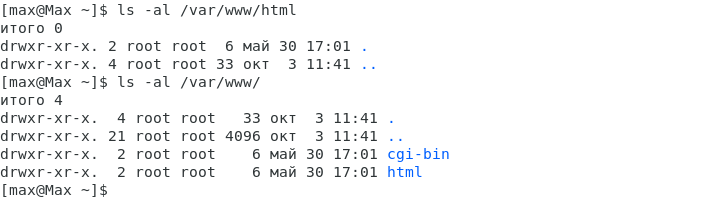 [max@Max ~]$ ls -al /var/www/html
итого 0
drwxr-xr-x. 2 root root  6 май 30 17:01 .
drwxr-xr-x. 4 root root 33 окт  3 11:41 ..
[max@Max ~]$ ls -al /var/www/
итого 4
drwxr-xr-x.  4 root root   33 окт  3 11:41 .
drwxr-xr-x. 21 root root 4096 окт  3 11:41 ..
drwxr-xr-x.  2 root root    6 май 30 17:01 cgi-bin
drwxr-xr-x.  2 root root    6 май 30 17:01 html
[max@Max ~]$